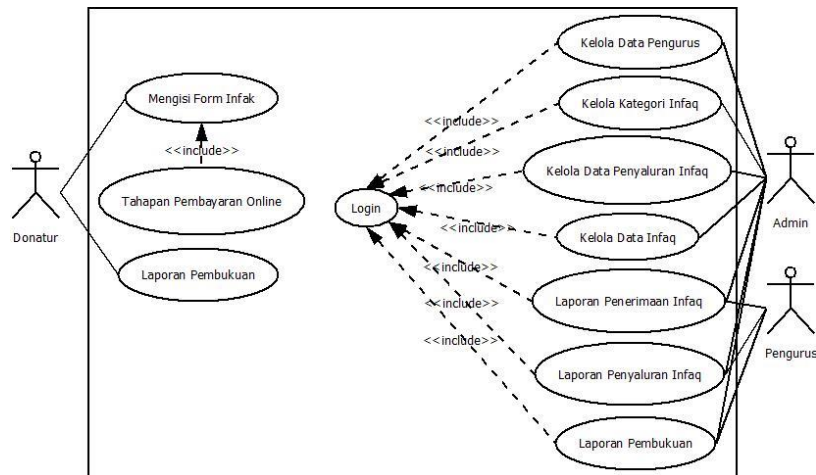 Kelola Data Pengurus
Mengisi Form Infak
Kelola Kategori Infaq
<<include>>
<<include>>
<<include>>
Kelola Data Penyaluran Infaq
<<include>>
Tahapan Pembayaran Online
Login
Donatur
Admin
<<include>>
Kelola Data Infaq
Laporan Pembukuan
<<include>>
Laporan Penerimaan Infaq
<<include>>
<<include>>
Pengurus
Laporan Penyaluran Infaq
Laporan Pembukuan